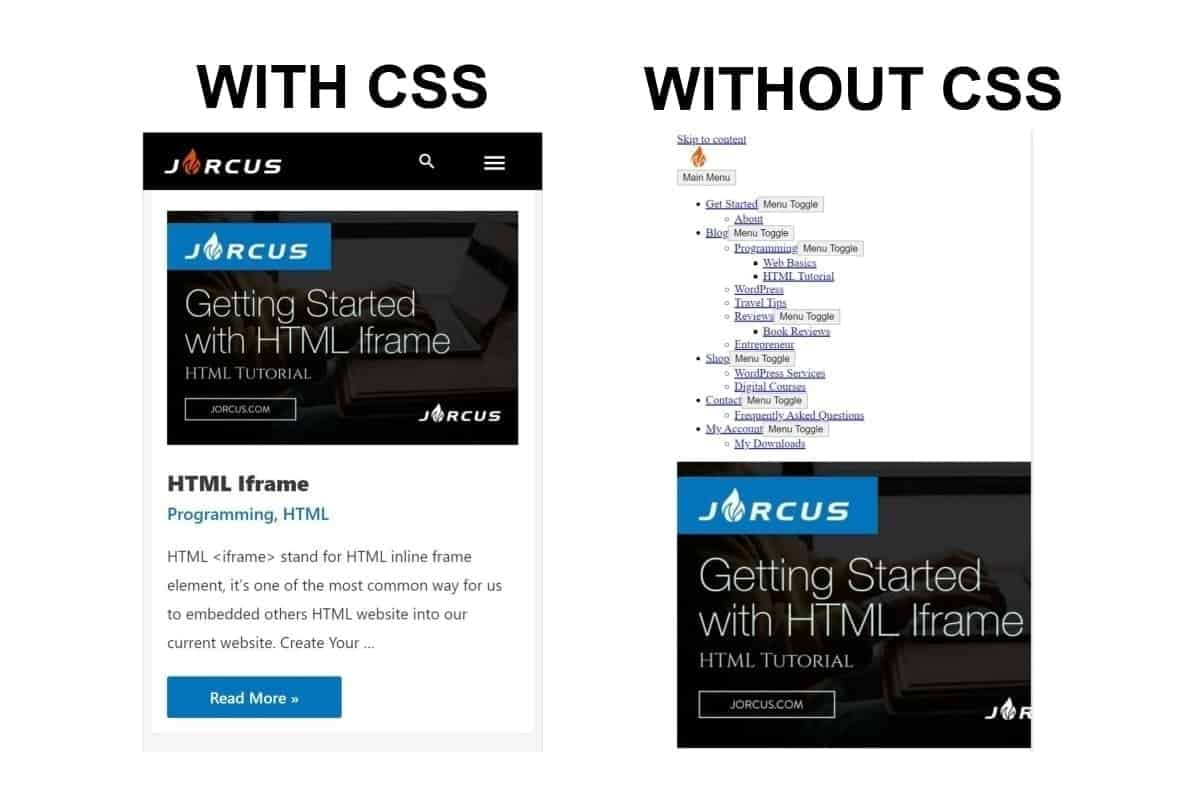 WITH CSS
JORCUS
JORCUS
Getting Started
with HTML Iframe
HTML TUTORIAL
JORCUS.COM
JORCUS
HTML Iframe
Programming, HTML
HTML <iframe> stand for HTML inline frame
element, it's one of the most common way for us
to embedded others HTML website into our
current website. Create Your ...
Read More »
WITHOUT CSS
Skip to content
Main Menu
Get Started Menu Toggle
About
Blog Menu Toggle
Programming Menu Toggle
Web Basics
HTML Tutorial
WordPress
Travel Tips
Reviews Menu Toggle
Book Reviews
Entrepreneur
Shop Menu Toggle
WordPress Services
Digital Courses
Contact Menu Toggle
Frequently Asked Questions
My Account Menu Toggle
My Downloads
JORCUS
Getting Started
with HTML Iframe
HTML TUTORIAL
JORCUS.COM
JOR